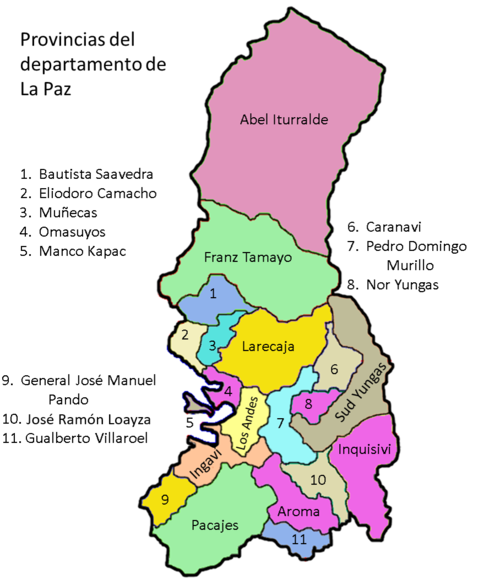 Provincias del
departamento de
La Paz
Abel Iturralde
1. Bautista Saavedra
2. Eliodoro Camacho
3. Muñecas
4. Omasuyos
5. Manco Kapac
6. Caranavi
7. Pedro Domingo
Murillo
8. Nor Yungas
Franz Tamayo
1
2
3
Larecaja
6
4
Los Andes
5
7
8
Sud Yungas
9. General José Manuel
Pando
10. José Ramón Loayza
11. Gualberto Villaroel
Ingavi
Inquisivi
10
9
Pacajes
Aroma
11